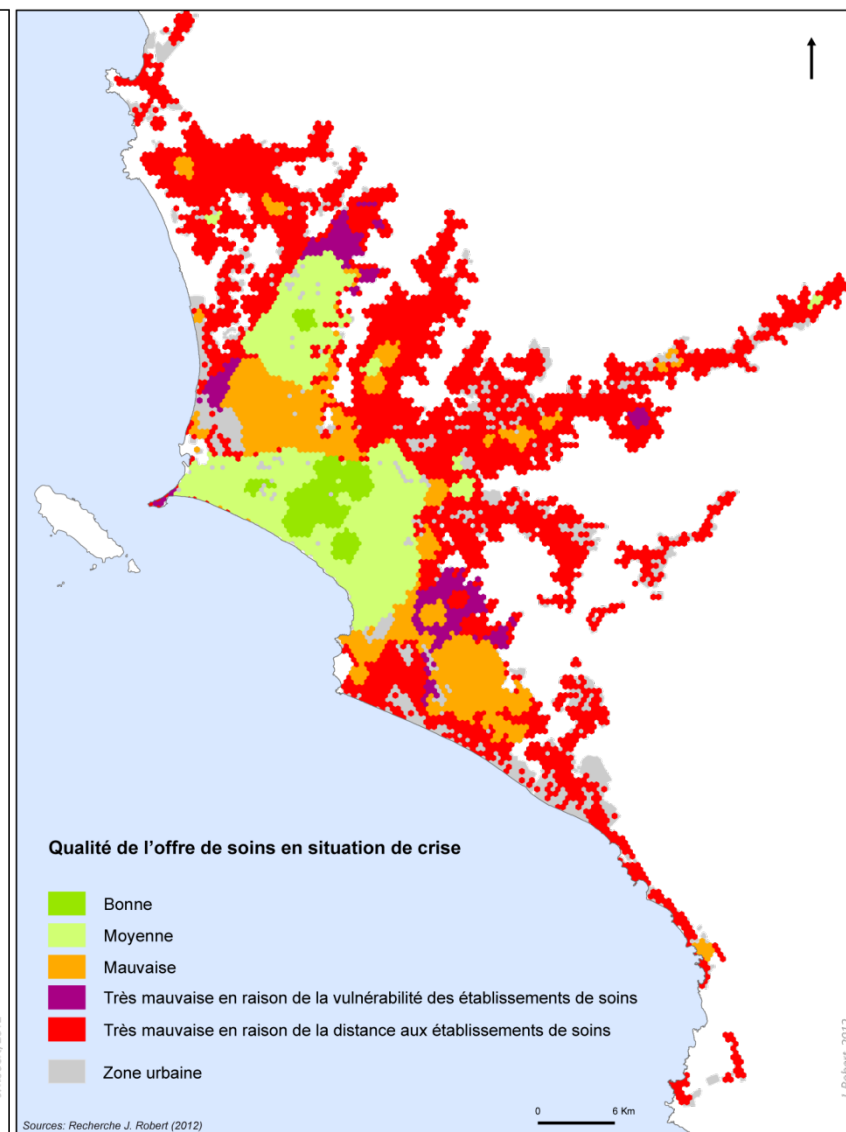 Qualité de l'offre de soins en situation de crise
Bonne
Moyenne
Mauvaise
Très mauvaise en raison de la vulnérabilité des établissements de soins
Très mauvaise en raison de la distance aux établissements de soins
Zone urbaine
0 6 Km
Sources: Recherche J. Robert (2012)
J. Robert, 2012